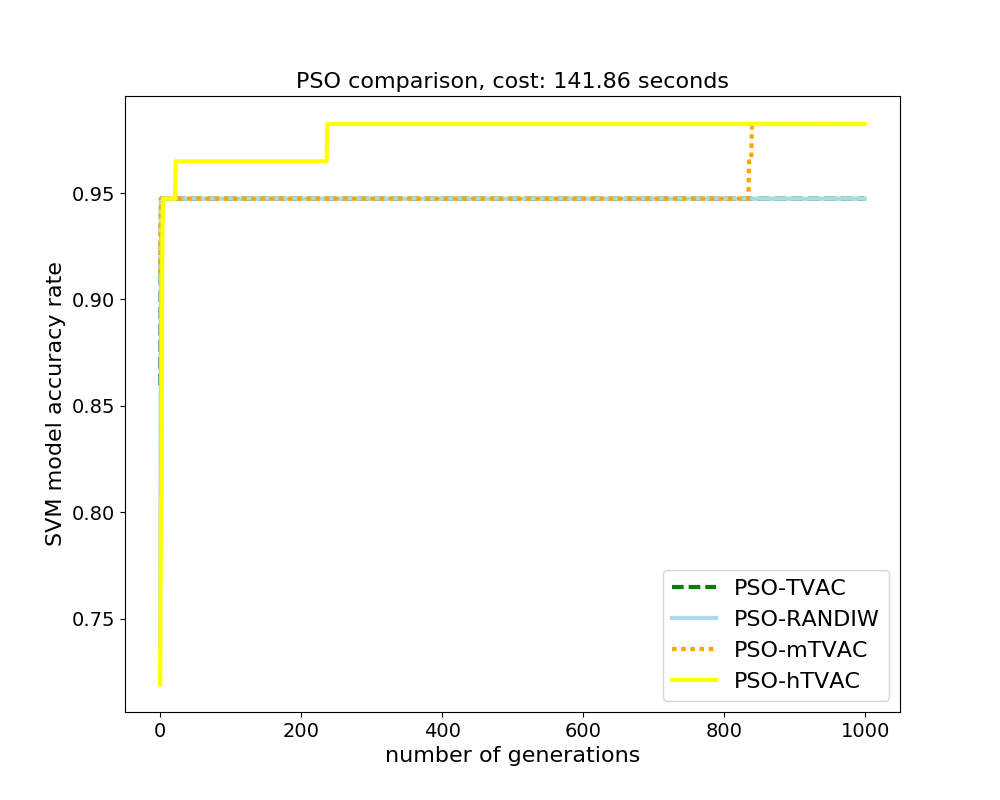 PSO comparison, cost: 141.86 seconds
SVM model accuracy rate
0.95
0.90
0.85
0.80
0.75
PSO-TVAC
PSO-RANDIW
PSO-mTVAC
PSO-hTVAC
0 200 400 600 800 1000
number of generations